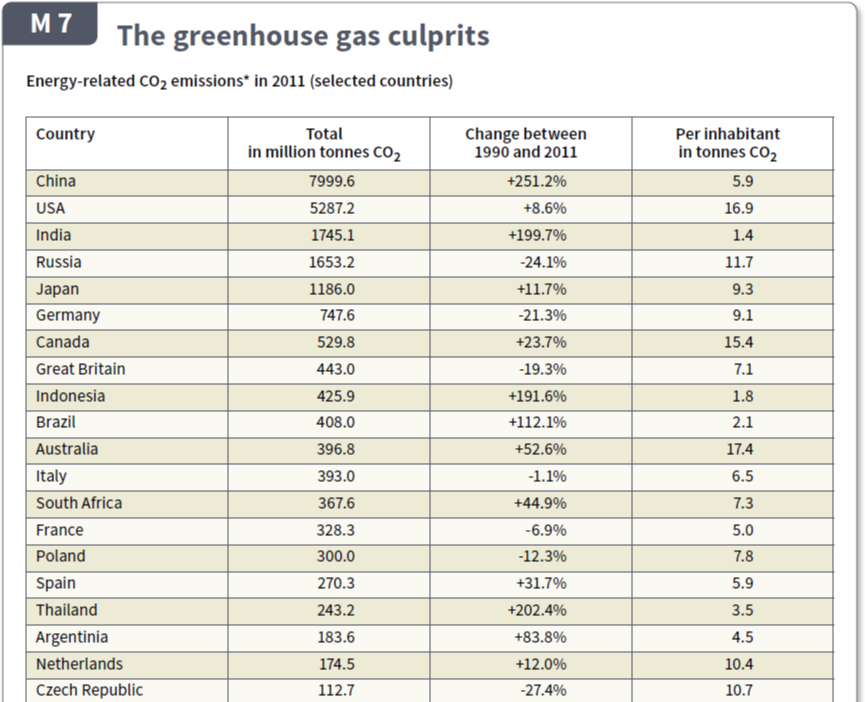 M 7
The greenhouse gas culprits
Energy-related CO₂ emissions* in 2011 (selected countries)
Country Total in million tonnes CO₂ Change between 1990 and 2011 Per inhabitant in tonnes CO₂
China 7999.6 +251.2% 5.9
USA 5287.2 +8.6% 16.9
India 1745.1 +199.7% 1.4
Russia 1653.2 -24.1% 11.7
Japan 1186.0 +11.7% 9.3
Germany 747.6 -21.3% 9.1
Canada 529.8 +23.7% 15.4
Great Britain 443.0 -19.3% 7.1
Indonesia 425.9 +191.6% 1.8
Brazil 408.0 +112.1% 2.1
Australia 396.8 +52.6% 17.4
Italy 393.0 -1.1% 6.5
South Africa 367.6 +44.9% 7.3
France 328.3 -6.9% 5.0
Poland 300.0 -12.3% 7.8
Spain 270.3 +31.7% 5.9
Thailand 243.2 +202.4% 3.5
Argentinia 183.6 +83.8% 4.5
Netherlands 174.5 +12.0% 10.4
Czech Republic 112.7 -27.4% 10.7